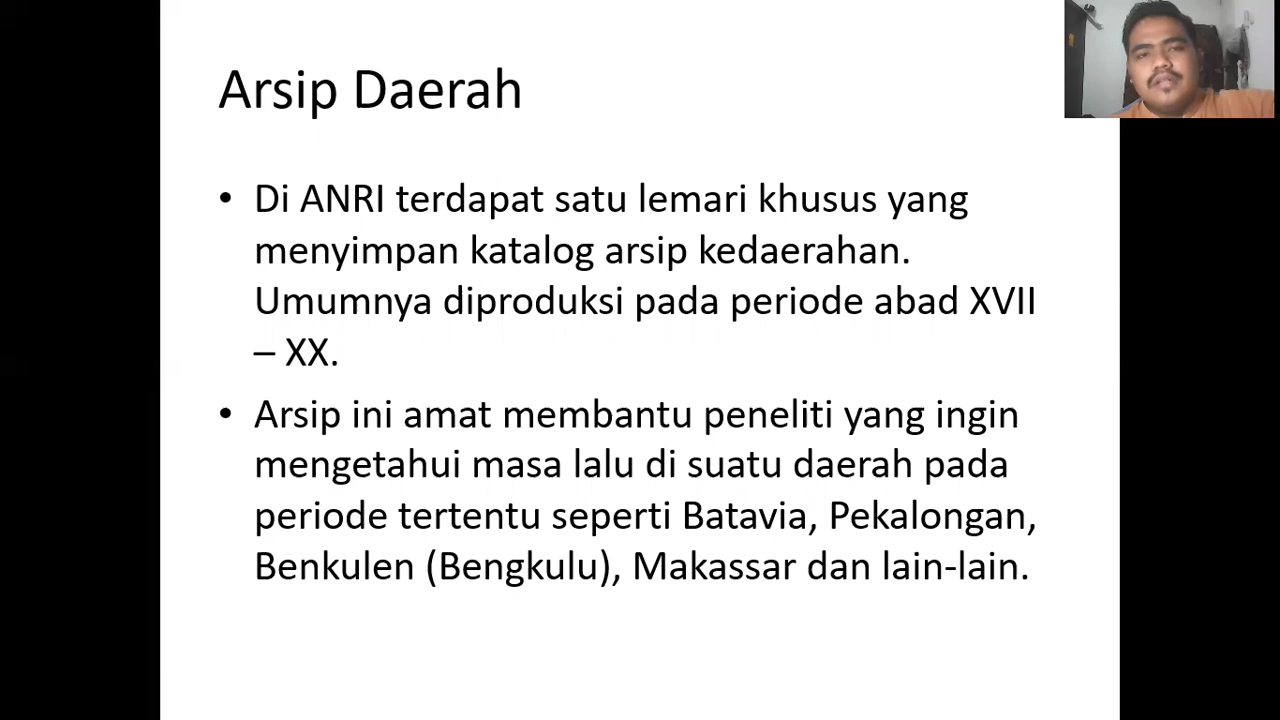 Arsip Daerah
• Di ANRI terdapat satu lemari khusus yang
menyimpan katalog arsip kedaerahan.
Umumnya diproduksi pada periode abad XVII
– XX.
• Arsip ini amat membantu peneliti yang ingin
mengetahui masa lalu di suatu daerah pada
periode tertentu seperti Batavia, Pekalongan,
Benkulen (Bengkulu), Makassar dan lain-lain.